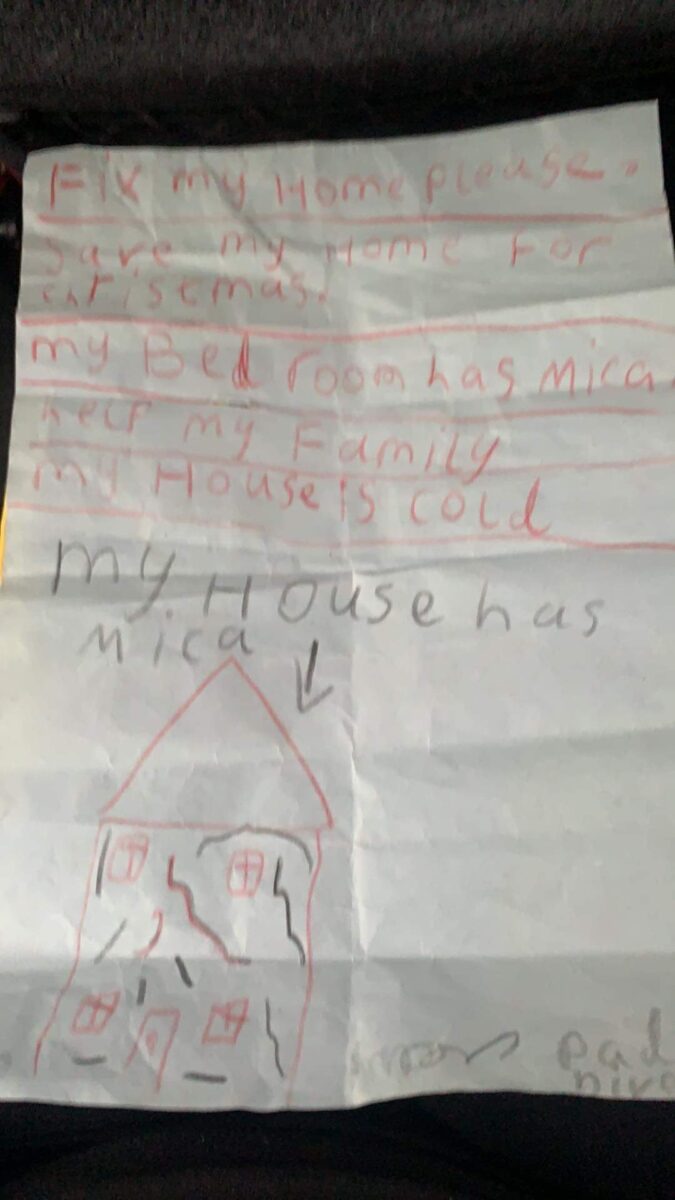 Fix my Home please.
save my Home For
chrisemas.
my Bed room has mica.
help my Family
my House is cold
my House has
mica